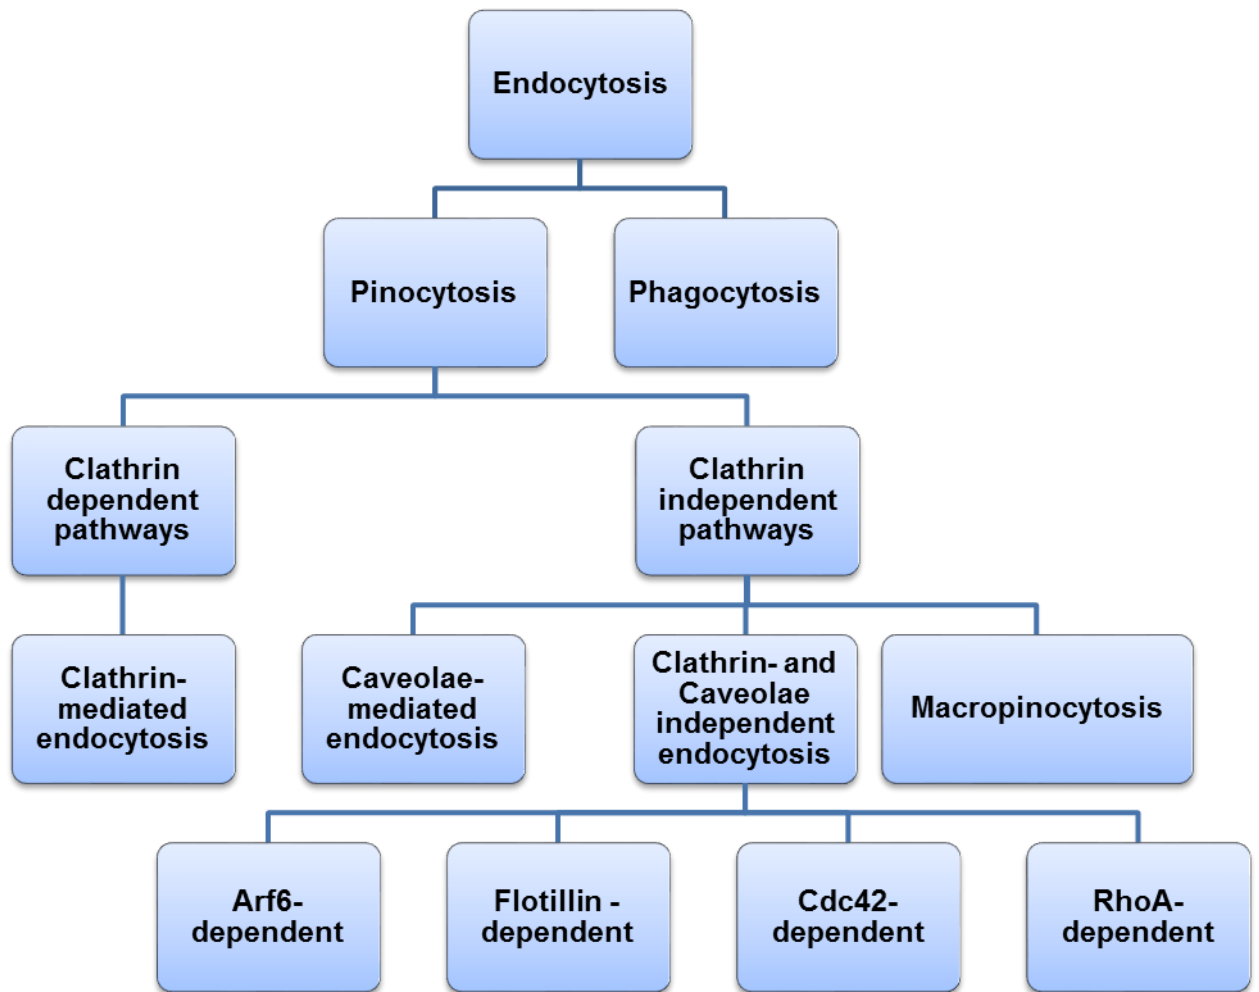 Endocytosis
Pinocytosis
Phagocytosis
Clathrin
dependent
pathways
Clathrin
independent
pathways
Clathrin-
mediated
endocytosis
Caveolae-
mediated
endocytosis
Clathrin- and
Caveolae
independent
endocytosis
Macropinocytosis
Arf6-
dependent
Flotillin -
dependent
Cdc42-
dependent
RhoA-
dependent